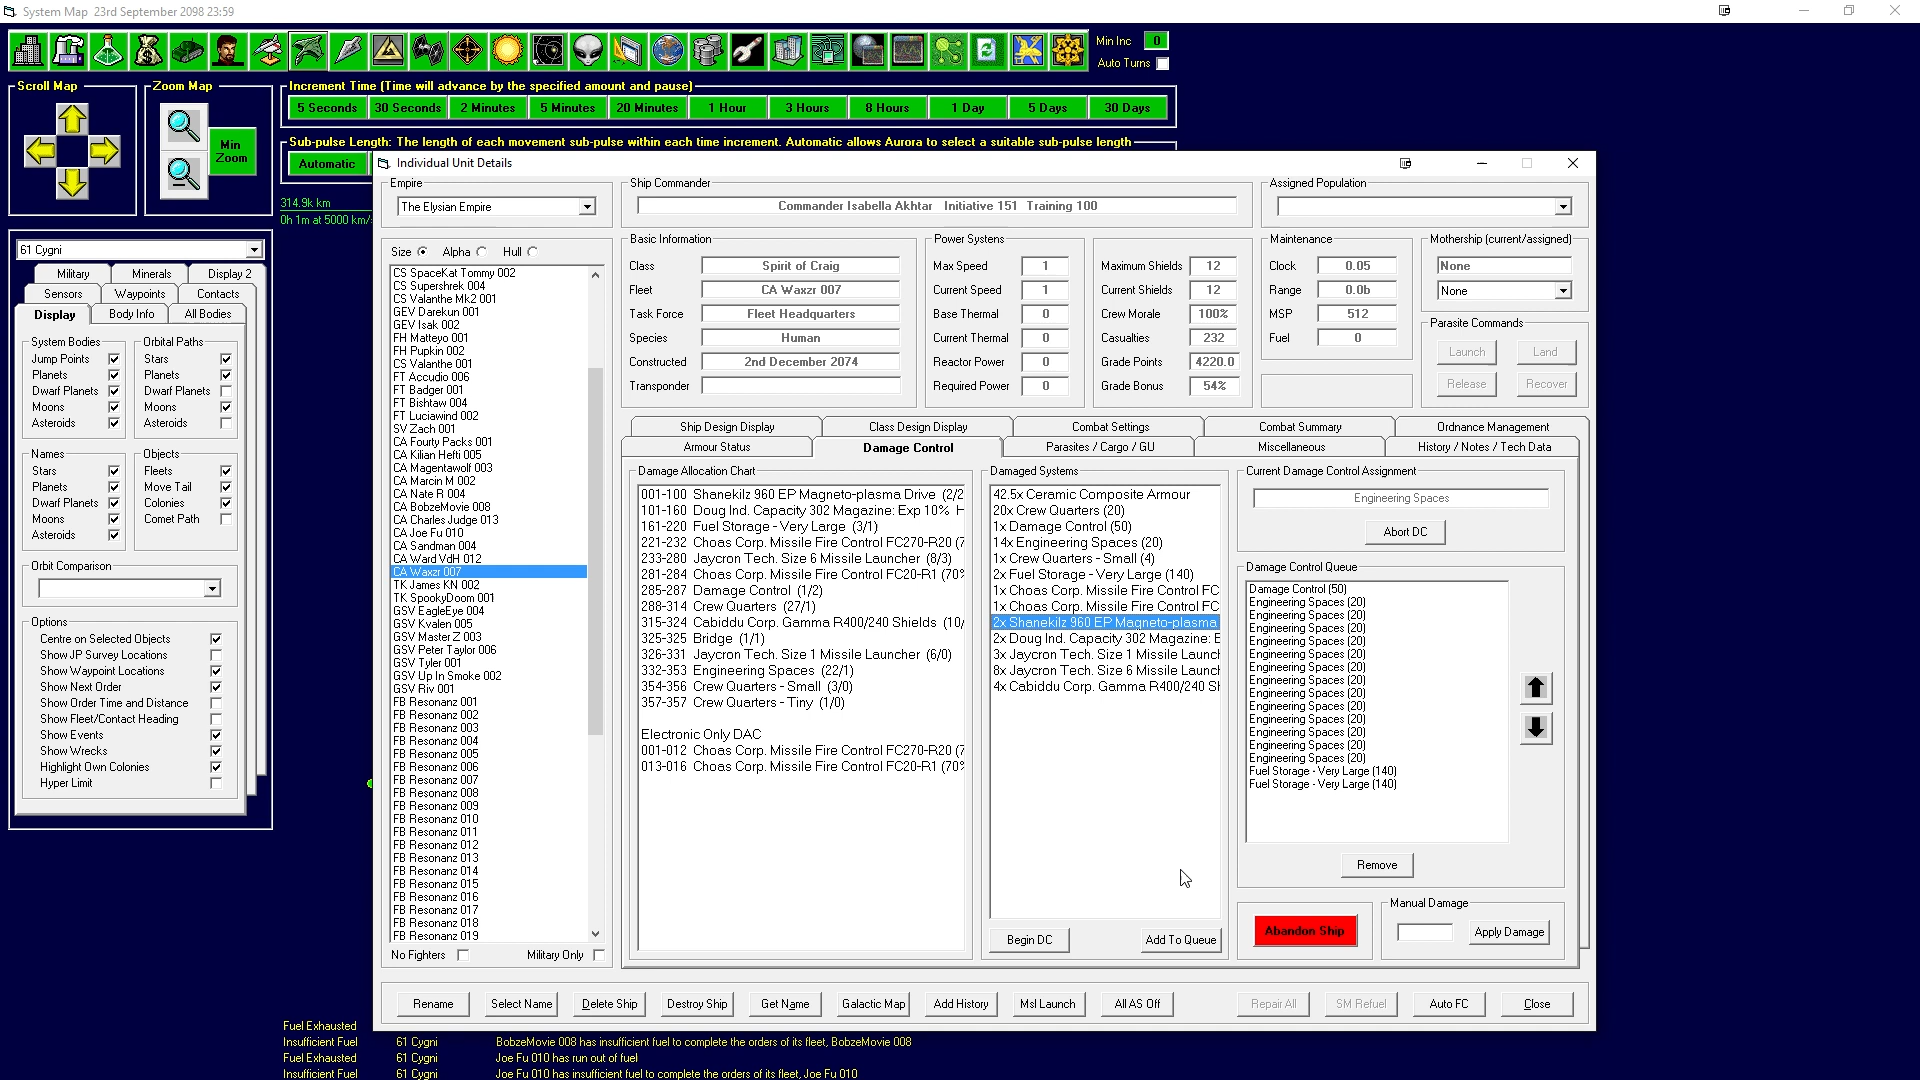 System Map  23rd September 2098 23:59
Min Inc 0
Auto Turns
Scroll Map
Zoom Map
Min Zoom
Increment Time (Time will advance by the specified amount and pause)
5 Seconds 30 Seconds 2 Minutes 5 Minutes 20 Minutes 1 Hour 3 Hours 8 Hours 1 Day 5 Days 30 Days
Sub-pulse Length: The length of each movement sub-pulse within each time increment. Automatic allows Aurora to select a suitable sub-pulse length
Automatic
314.9k km
0h 1m at 5000 km/s
61 Cygni
Military Minerals Display 2
Sensors Waypoints Contacts
Display Body Info All Bodies
System Bodies
Jump Points
Planets
Dwarf Planets
Moons
Asteroids
Orbital Paths
Stars
Planets
Dwarf Planets
Moons
Asteroids
Names
Stars
Planets
Dwarf Planets
Moons
Asteroids
Objects
Fleets
Move Tail
Colonies
Comet Path
Orbit Comparison
Options
Centre on Selected Objects
Show JP Survey Locations
Show Waypoint Locations
Show Next Order
Show Order Time and Distance
Show Fleet/Contact Heading
Show Events
Show Wrecks
Highlight Own Colonies
Hyper Limit
Individual Unit Details
Empire
The Elysian Empire
Ship Commander
Commander Isabella Akhtar   Initiative 151   Training 100
Assigned Population
Size Alpha Hull
CS SpaceKat Tommy 002
CS Supershrek 004
CS Valanthe Mk2 001
GEV Darekun 001
GEV Isak 002
FH Matteyo 001
FH Pupkin 002
CS Valanthe 001
FT Accudio 006
FT Badger 001
FT Bishtaw 004
FT Luciawind 002
SV Zach 001
CA Fourty Packs 001
CA Kilian Hefti 005
CA Magentawolf 003
CA Marcin M 002
CA Nate R 004
CA BobzeMovie 008
CA Charles Judge 013
CA Joe Fu 010
CA Sandman 004
CA Ward VdH 012
CA Waxzr 007
TK James KN 002
TK SpookyDoom 001
GSV EagleEye 004
GSV Kvalen 005
GSV Master Z 003
GSV Peter Taylor 006
GSV Tyler 001
GSV Up In Smoke 002
GSV Riv 001
FB Resonanz 001
FB Resonanz 002
FB Resonanz 003
FB Resonanz 004
FB Resonanz 005
FB Resonanz 006
FB Resonanz 007
FB Resonanz 008
FB Resonanz 009
FB Resonanz 010
FB Resonanz 011
FB Resonanz 012
FB Resonanz 013
FB Resonanz 014
FB Resonanz 015
FB Resonanz 016
FB Resonanz 017
FB Resonanz 018
FB Resonanz 019
No Fighters Military Only
Basic Information
Class Spirit of Craig
Fleet CA Waxzr 007
Task Force Fleet Headquarters
Species Human
Constructed 2nd December 2074
Transponder
Power Systens
Max Speed 1
Current Speed 1
Base Thermal 0
Current Thermal 0
Reactor Power 0
Required Power 0
Maximum Shields 12
Current Shields 12
Crew Morale 100%
Casualties 232
Grade Points 4220.0
Grade Bonus 54%
Maintenance
Clock 0.05
Range 0.0b
MSP 512
Fuel 0
Mothership (current/assigned)
None
None
Parasite Commands
Launch Land
Release Recover
Ship Design Display Class Design Display Combat Settings Combat Summary Ordnance Management
Armour Status Damage Control Parasites / Cargo / GU Miscellaneous History / Notes / Tech Data
Damage Allocation Chart
001-100 Shanekilz 960 EP Magneto-plasma Drive (2/2
101-160 Doug Ind. Capacity 302 Magazine: Exp 10% H
161-220 Fuel Storage - Very Large (3/1)
221-232 Choas Corp. Missile Fire Control FC270-R20 (7
233-280 Jaycron Tech. Size 6 Missile Launcher (8/3)
281-284 Choas Corp. Missile Fire Control FC20-R1 (70%
285-287 Damage Control (1/2)
288-314 Crew Quarters (27/1)
315-324 Cabiddu Corp. Gamma R400/240 Shields (10/
325-325 Bridge (1/1)
326-331 Jaycron Tech. Size 1 Missile Launcher (6/0)
332-353 Engineering Spaces (22/1)
354-356 Crew Quarters - Small (3/0)
357-357 Crew Quarters - Tiny (1/0)
Electronic Only DAC
001-012 Choas Corp. Missile Fire Control FC270-R20 (7
013-016 Choas Corp. Missile Fire Control FC20-R1 (70%
Damaged Systems
42.5x Ceramic Composite Armour
20x Crew Quarters (20)
1x Damage Control (50)
14x Engineering Spaces (20)
1x Crew Quarters - Small (4)
2x Fuel Storage - Very Large (140)
1x Choas Corp. Missile Fire Control FC
1x Choas Corp. Missile Fire Control FC
2x Shanekilz 960 EP Magneto-plasma
2x Doug Ind. Capacity 302 Magazine: E
3x Jaycron Tech. Size 1 Missile Launch
8x Jaycron Tech. Size 6 Missile Launch
4x Cabiddu Corp. Gamma R400/240 Sh
Begin DC Add To Queue
Current Damage Control Assignment
Engineering Spaces
Abort DC
Damage Control Queue
Damage Control (50)
Engineering Spaces (20)
Engineering Spaces (20)
Engineering Spaces (20)
Engineering Spaces (20)
Engineering Spaces (20)
Engineering Spaces (20)
Engineering Spaces (20)
Engineering Spaces (20)
Engineering Spaces (20)
Engineering Spaces (20)
Engineering Spaces (20)
Engineering Spaces (20)
Engineering Spaces (20)
Fuel Storage - Very Large (140)
Fuel Storage - Very Large (140)
Remove
Abandon Ship
Manual Damage
Apply Damage
Rename Select Name Delete Ship Destroy Ship Get Name Galactic Map Add History Msl Launch All AS Off Repair All SM Refuel Auto FC Close
Fuel Exhausted
Insufficient Fuel 61 Cygni BobzeMovie 008 has insufficient fuel to complete the orders of its fleet, BobzeMovie 008
Fuel Exhausted 61 Cygni Joe Fu 010 has run out of fuel
Insufficient Fuel 61 Cygni Joe Fu 010 has insufficient fuel to complete the orders of its fleet, Joe Fu 010